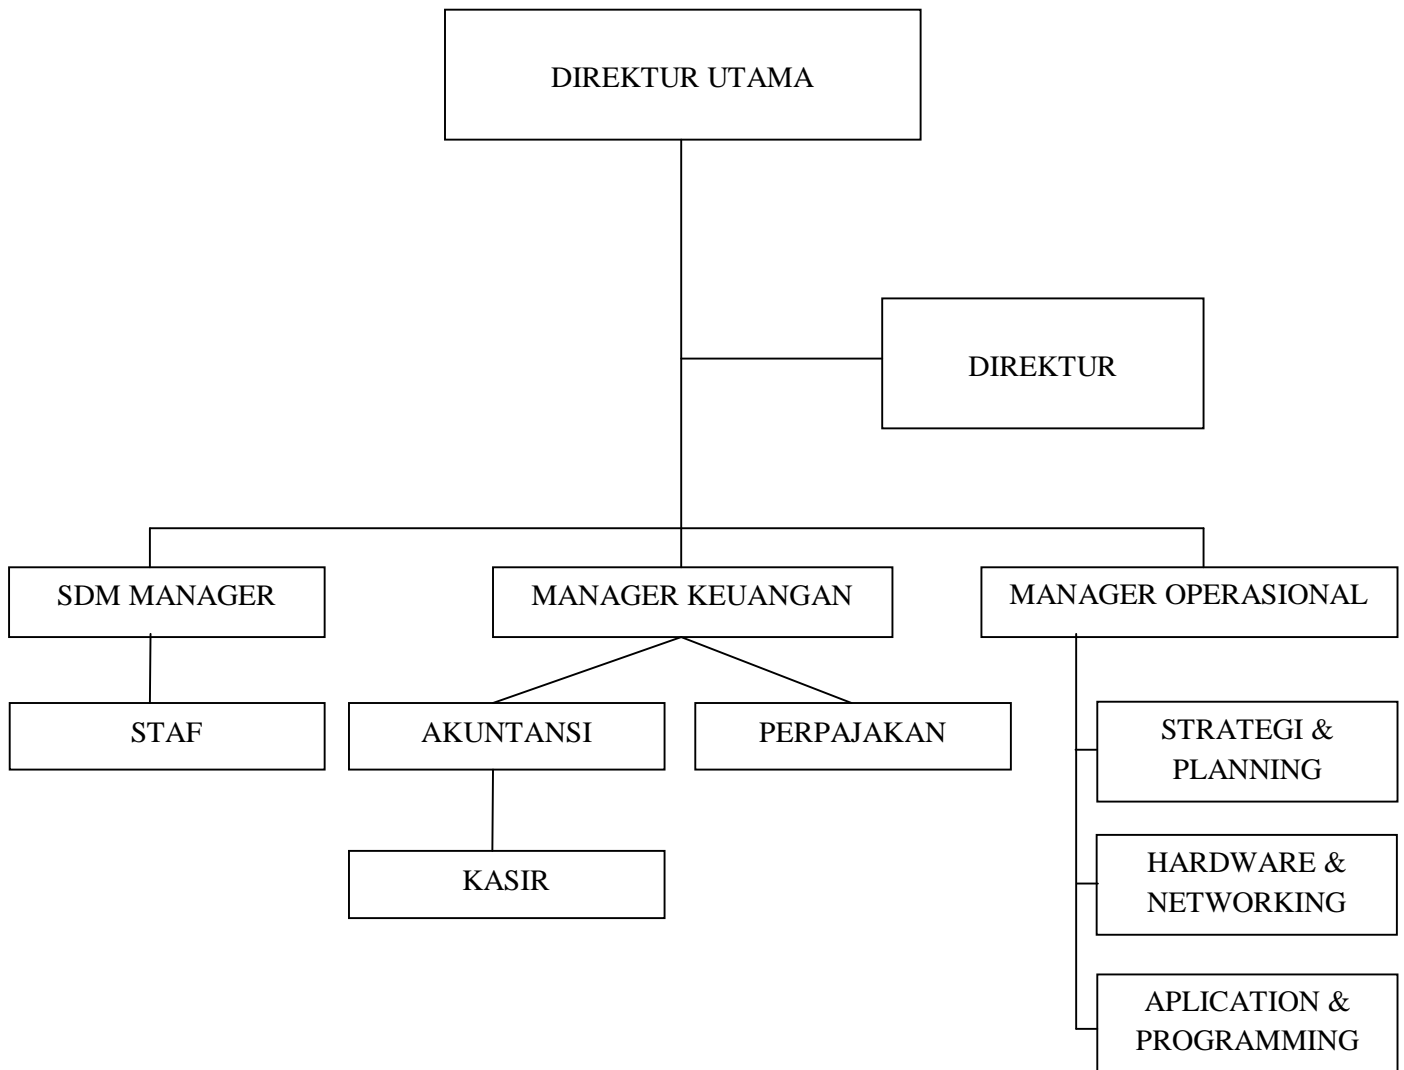 DIREKTUR UTAMA
DIREKTUR
SDM MANAGER
MANAGER KEUANGAN
MANAGER OPERASIONAL
STAF
AKUNTANSI
PERPAJAKAN
STRATEGI &
PLANNING
KASIR
HARDWARE &
NETWORKING
APLICATION &
PROGRAMMING